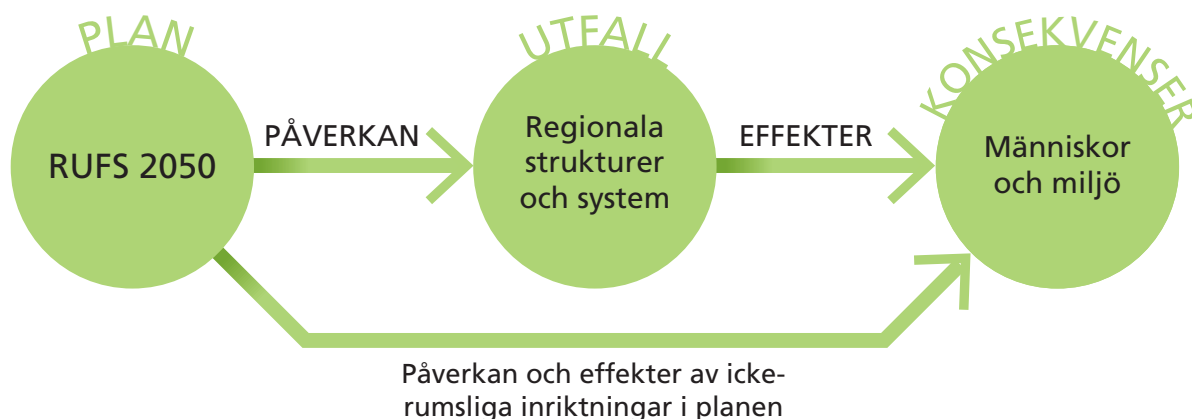 PLAN
RUFS 2050
PÅVERKAN
UTFALL
Regionala
strukturer
och system
EFFEKTER
KONSEKVENSER
Människor
och miljö
Påverkan och effekter av icke-
rumsliga inriktningar i planen